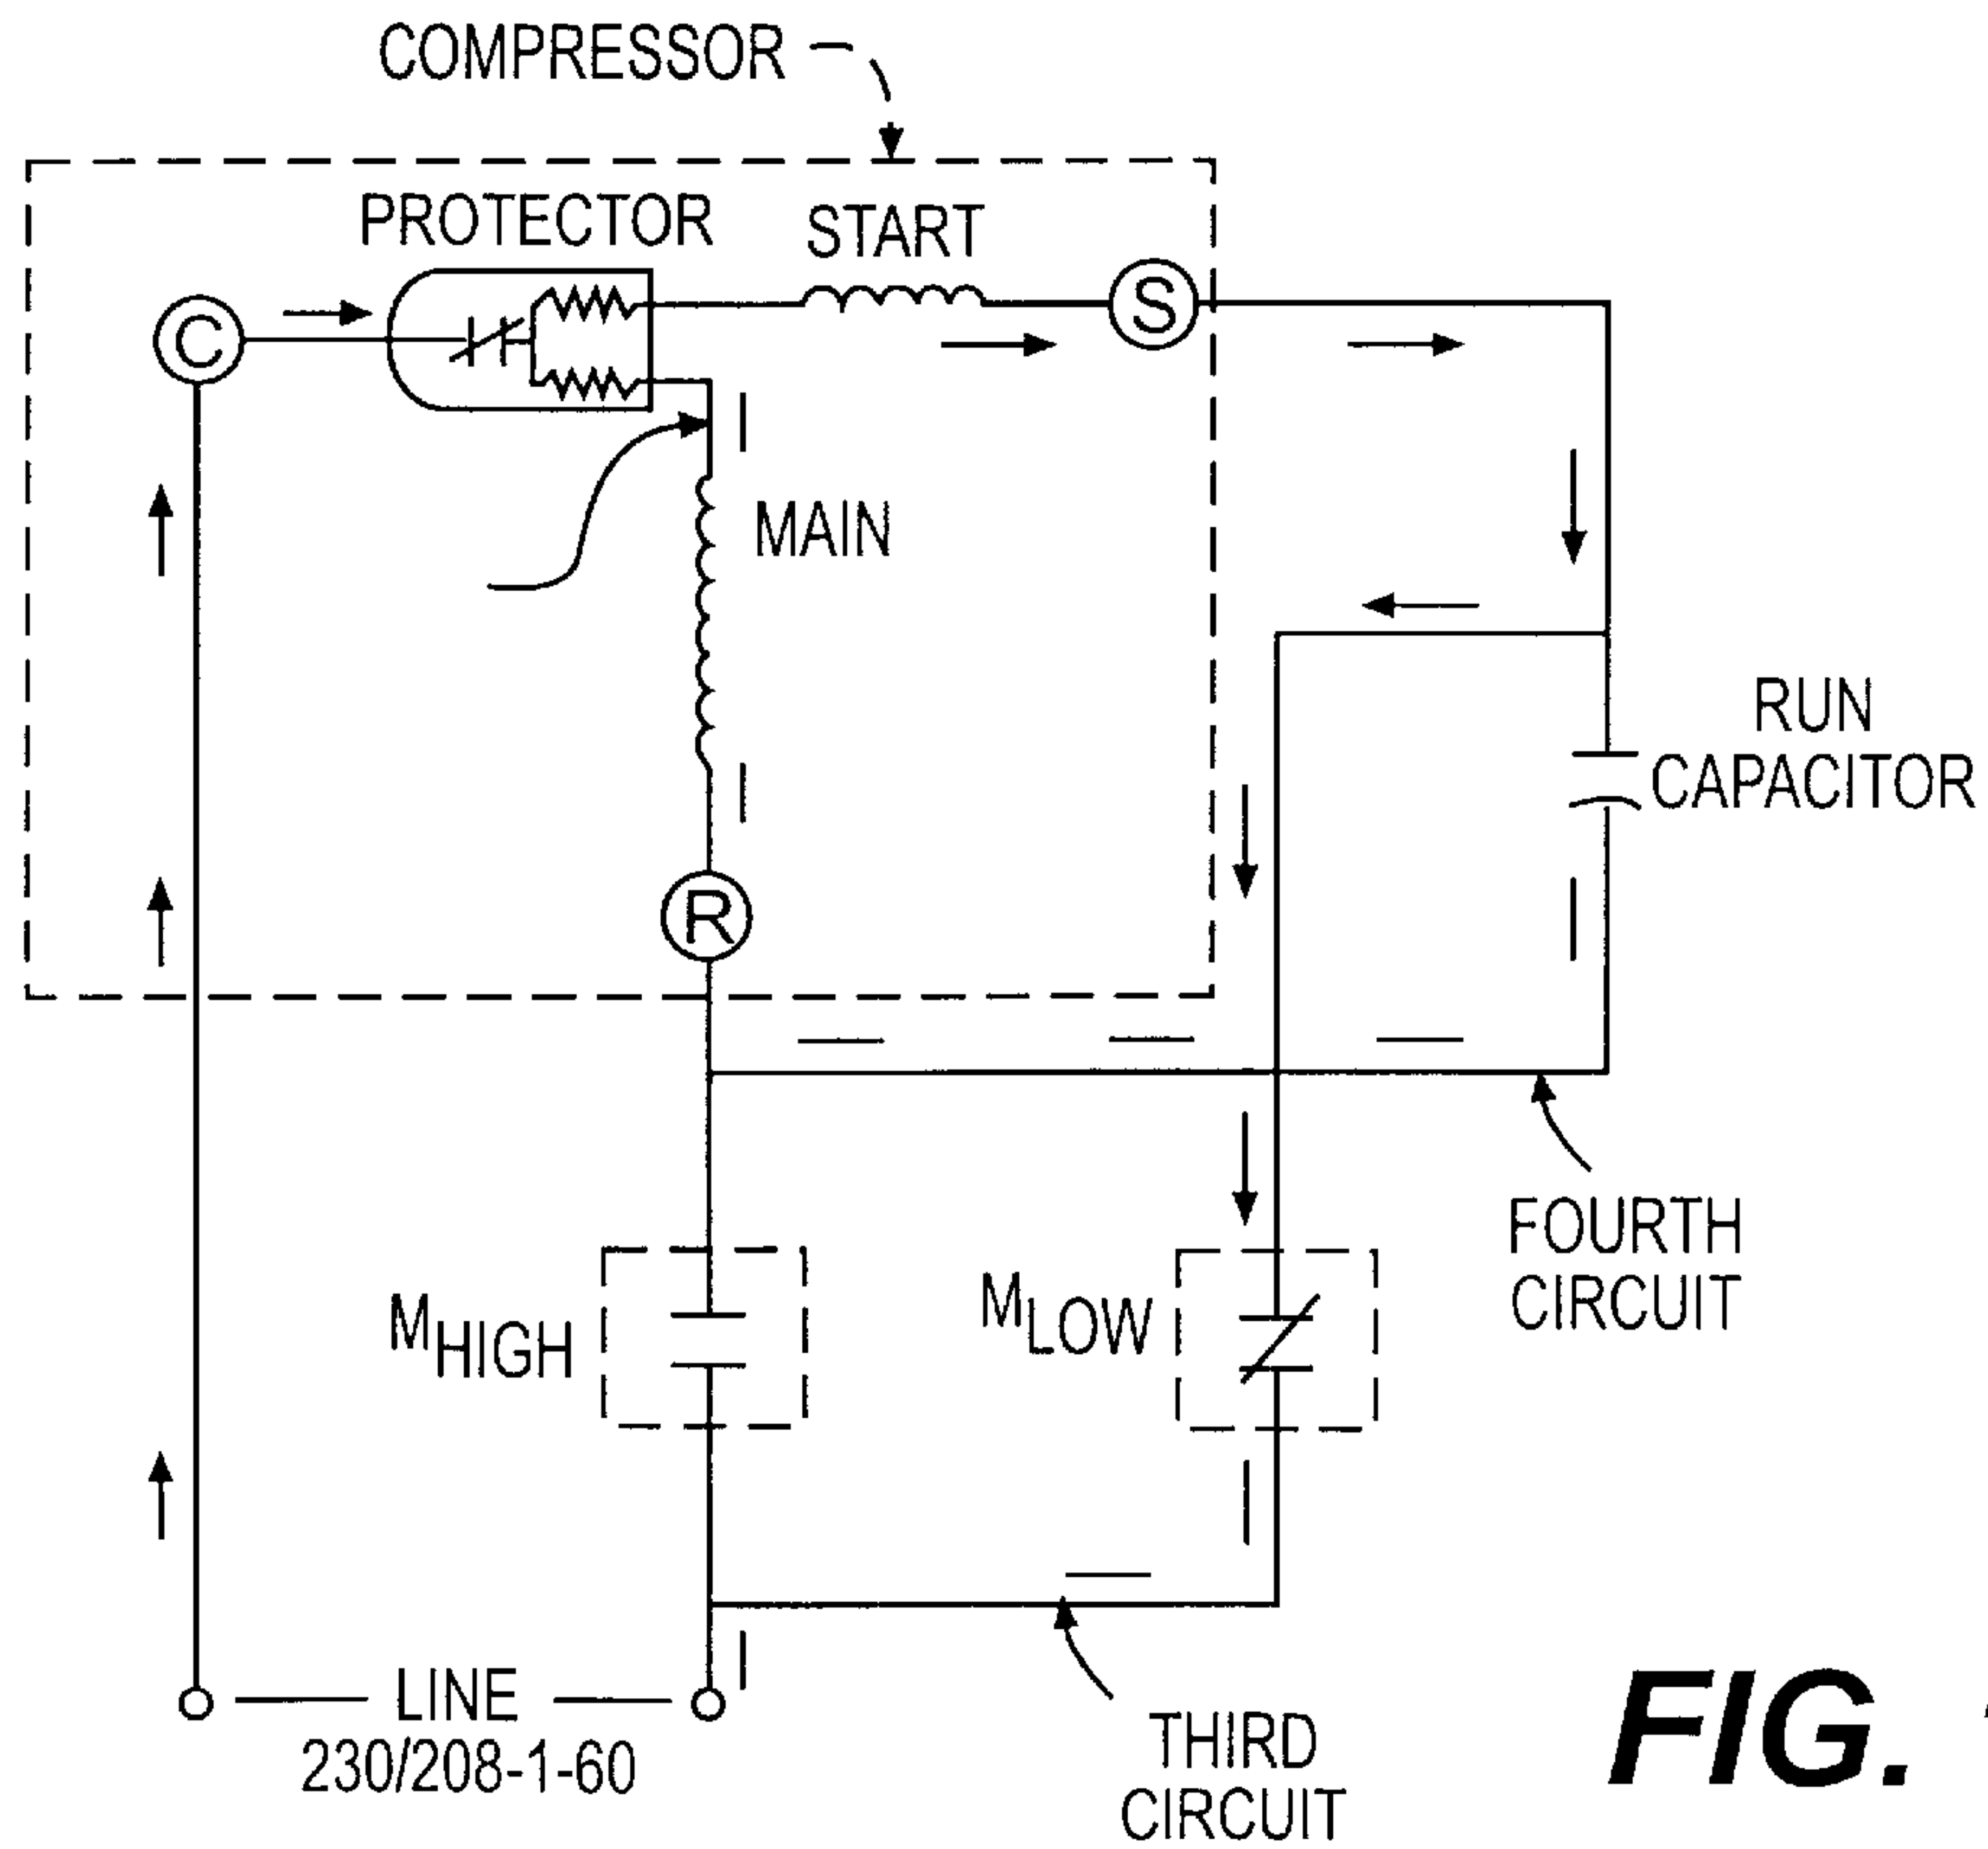 COMPRESSOR
PROTECTOR
START
C
S
MAIN
RUN
CAPACITOR
R
FOURTH
CIRCUIT
MHIGH
MLOW
LINE
230/208-1-60
THIRD
CIRCUIT
FIG.